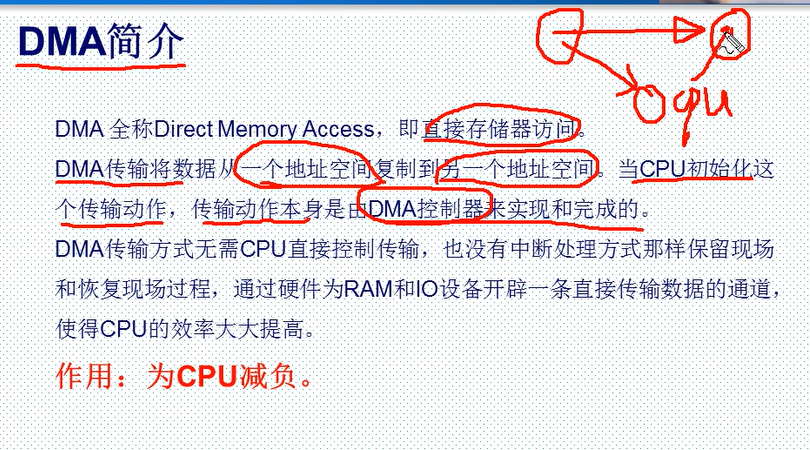 DMA简介
CPU
DMA 全称Direct Memory Access，即直接存储器访问。
DMA传输将数据从一个地址空间复制到另一个地址空间。当CPU初始化这
个传输动作，传输动作本身是由DMA控制器来实现和完成的。
DMA传输方式无需CPU直接控制传输，也没有中断处理方式那样保留现场
和恢复现场过程，通过硬件为RAM和IO设备开辟一条直接传输数据的通道，
使得CPU的效率大大提高。
作用：为CPU减负。